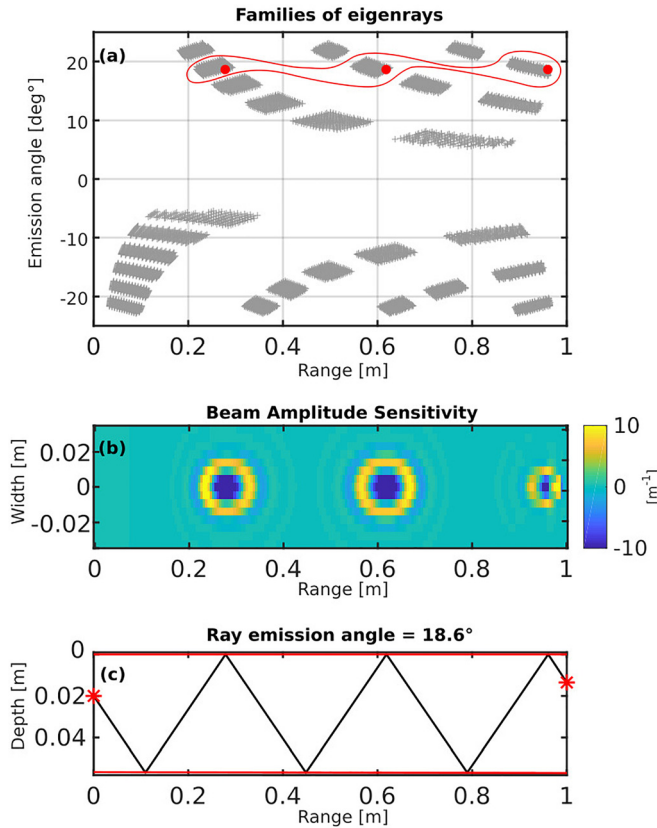 Families of eigenrays
(a)
20
10
0
-10
-20
Emission angle [deg°]
0 0.2 0.4 0.6 0.8 1
Range [m]
Beam Amplitude Sensitivity
(b)
0.02
0
-0.02
Width [m]
0 0.2 0.4 0.6 0.8 1
Range [m]
10
0
-10
[m⁻¹]
Ray emission angle = 18.6°
(c)
0
0.02
0.04
Depth [m]
0 0.2 0.4 0.6 0.8 1
Range [m]